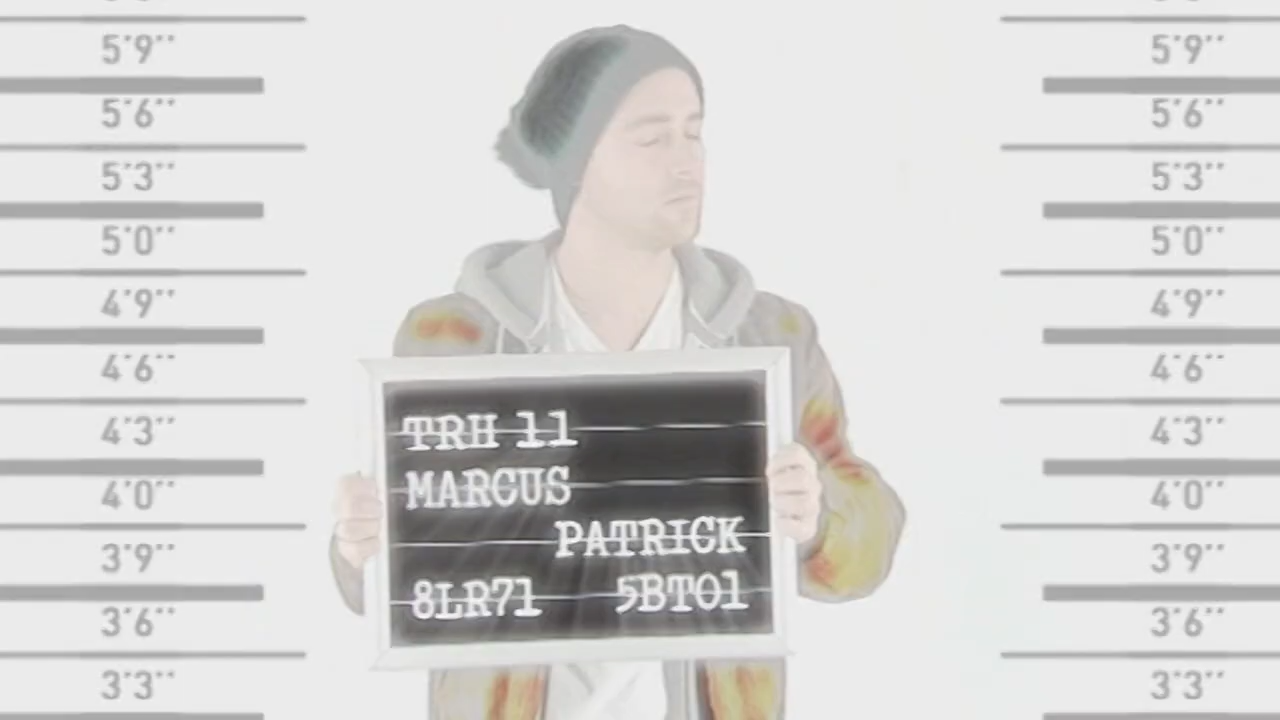 5'9" 5'9"
5'6" 5'6"
5'3" 5'3"
5'0" 5'0"
4'9" 4'9"
4'6" 4'6"
4'3" 4'3"
TRH 11
MARCUS
4'0" 4'0"
PATRICK
3'9" 3'9"
8LR71 5BT01
3'6" 3'6"
3'3" 3'3"